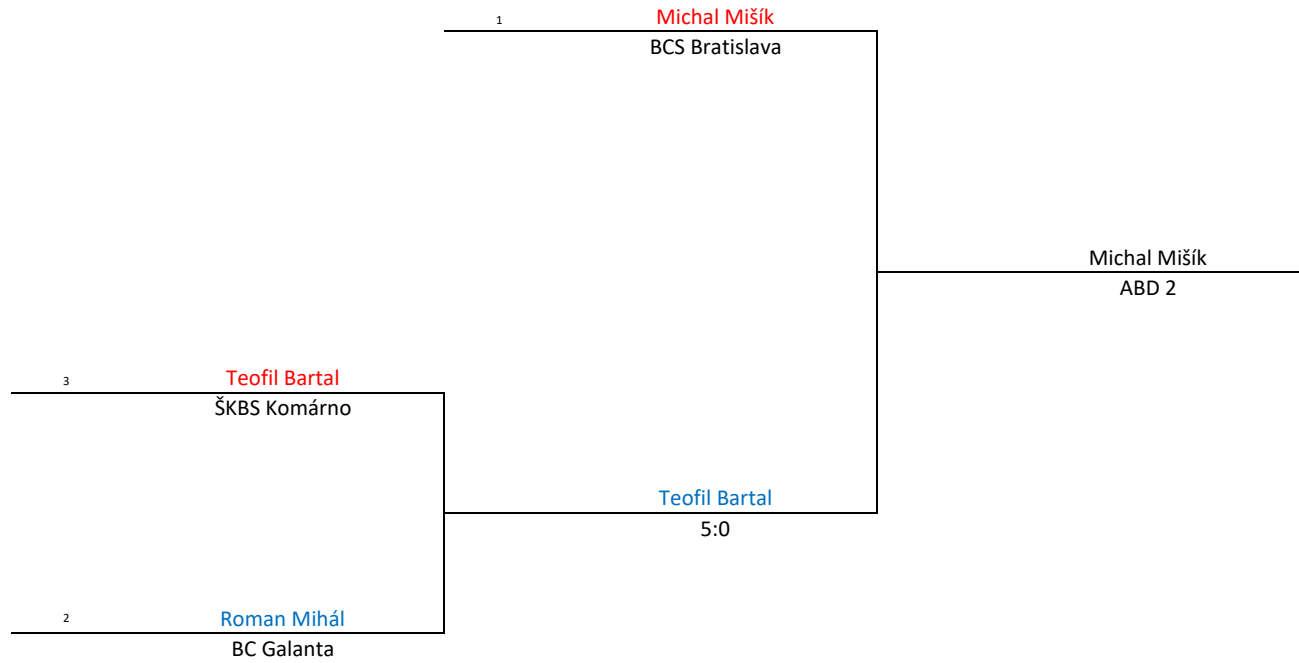 1 Michal Mišík
BCS Bratislava
Michal Mišík
ABD 2
3 Teofil Bartal
ŠKBS Komárno
Teofil Bartal
5:0
2 Roman Mihál
BC Galanta